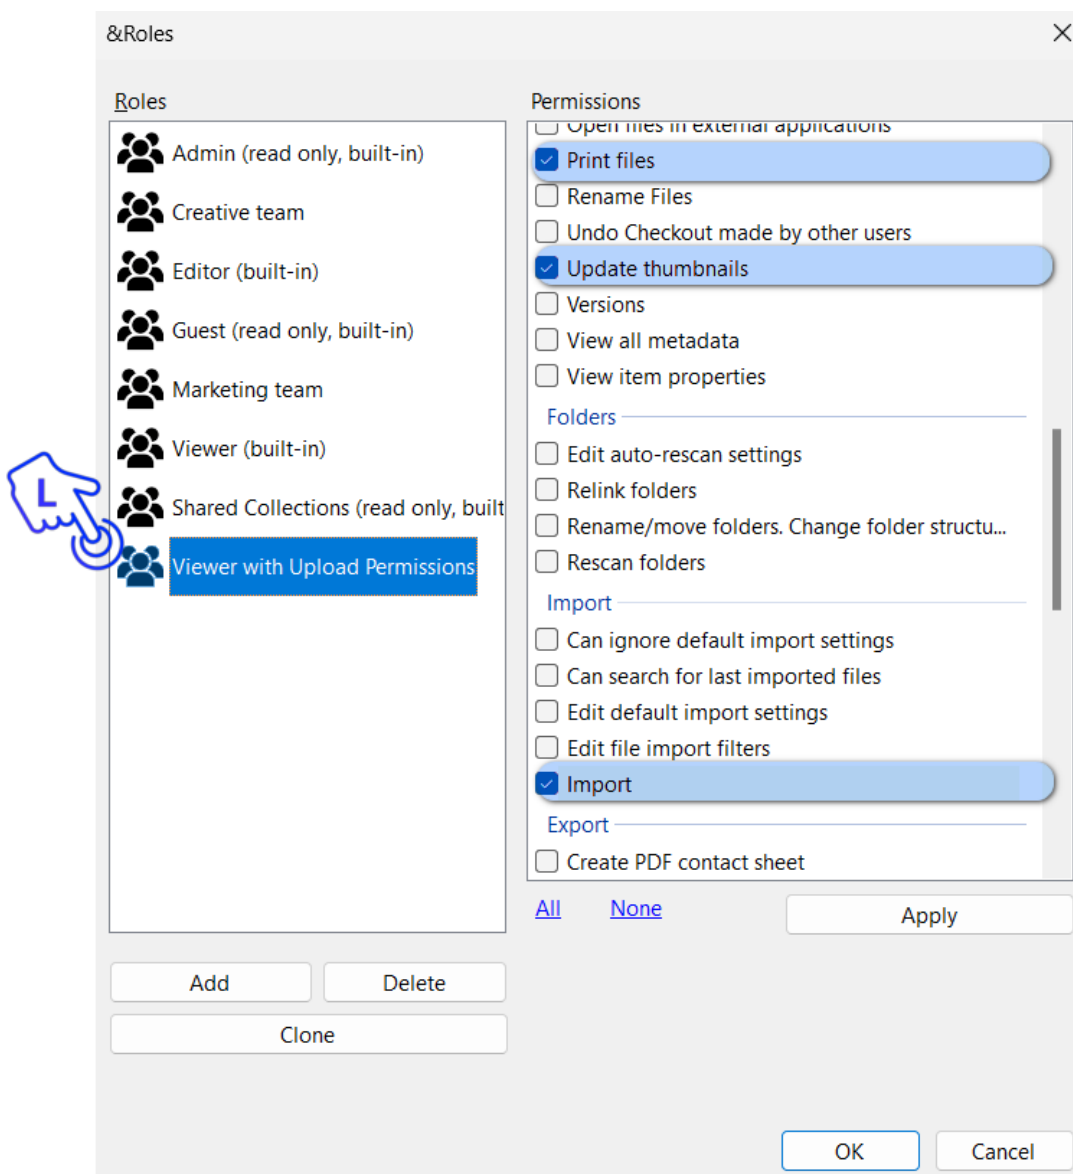 &Roles
Roles
Admin (read only, built-in)
Creative team
Editor (built-in)
Guest (read only, built-in)
Marketing team
Viewer (built-in)
Shared Collections (read only, built
Viewer with Upload Permissions
L
Add
Delete
Clone
Permissions
Open files in external applications
Print files
Rename Files
Undo Checkout made by other users
Update thumbnails
Versions
View all metadata
View item properties
Folders
Edit auto-rescan settings
Relink folders
Rename/move folders. Change folder structu...
Rescan folders
Import
Can ignore default import settings
Can search for last imported files
Edit default import settings
Edit file import filters
Import
Export
Create PDF contact sheet
All
None
Apply
OK
Cancel